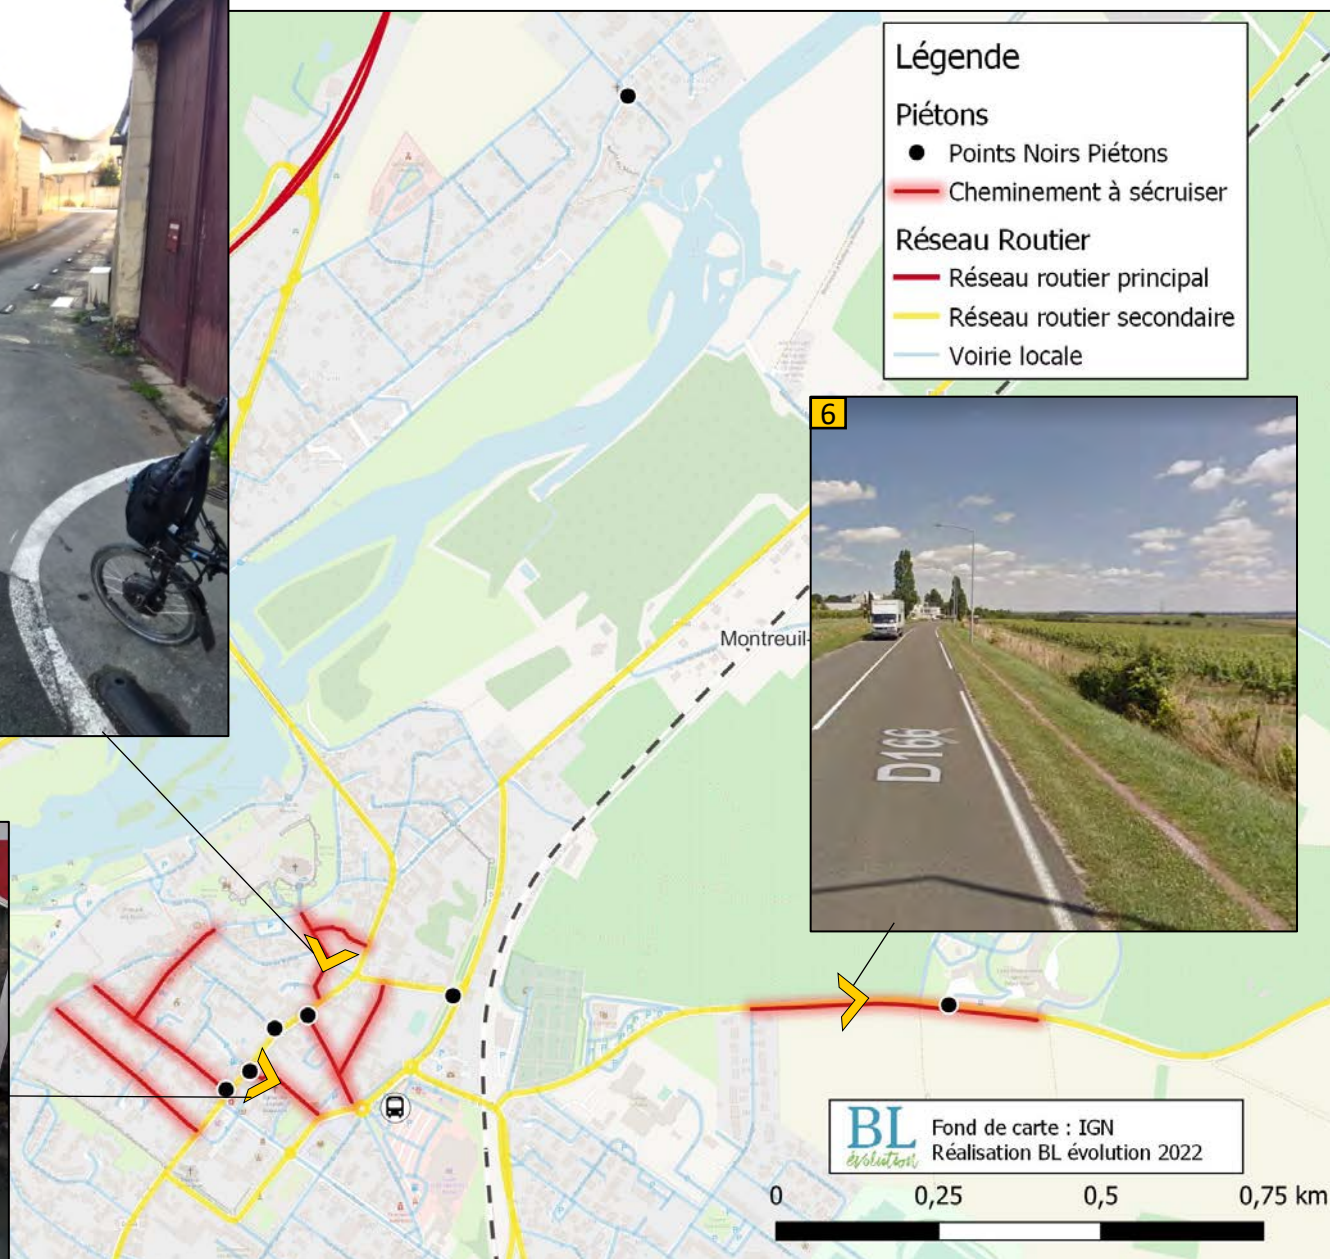 Légende
Piétons
Points Noirs Piétons
Cheminement à sécruiser
Réseau Routier
Réseau routier principal
Réseau routier secondaire
Voirie locale
6
D166
Montreuil-
BL
évolution
Fond de carte : IGN
Réalisation BL évolution 2022
0 0,25 0,5 0,75 km